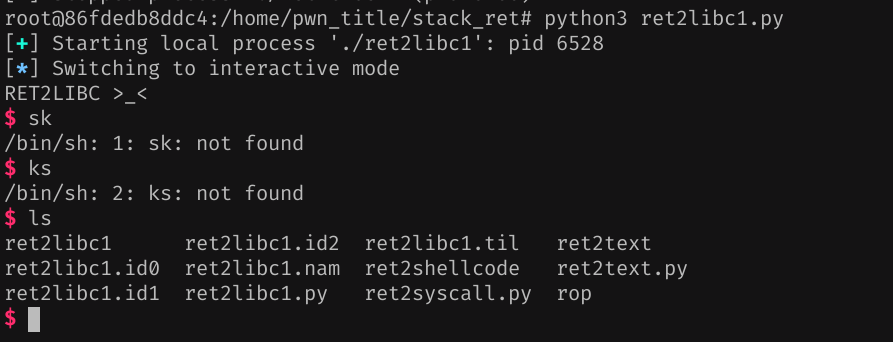 root@86fdedb8ddc4:/home/pwn_title/stack_ret# python3 ret2libc1.py
[+] Starting local process './ret2libc1': pid 6528
[*] Switching to interactive mode
RET2LIBC >_<
$ sk
/bin/sh: 1: sk: not found
$ ks
/bin/sh: 2: ks: not found
$ ls
ret2libc1 ret2libc1.id2 ret2libc1.til ret2text
ret2libc1.id0 ret2libc1.nam ret2shellcode ret2text.py
ret2libc1.id1 ret2libc1.py ret2syscall.py rop
$